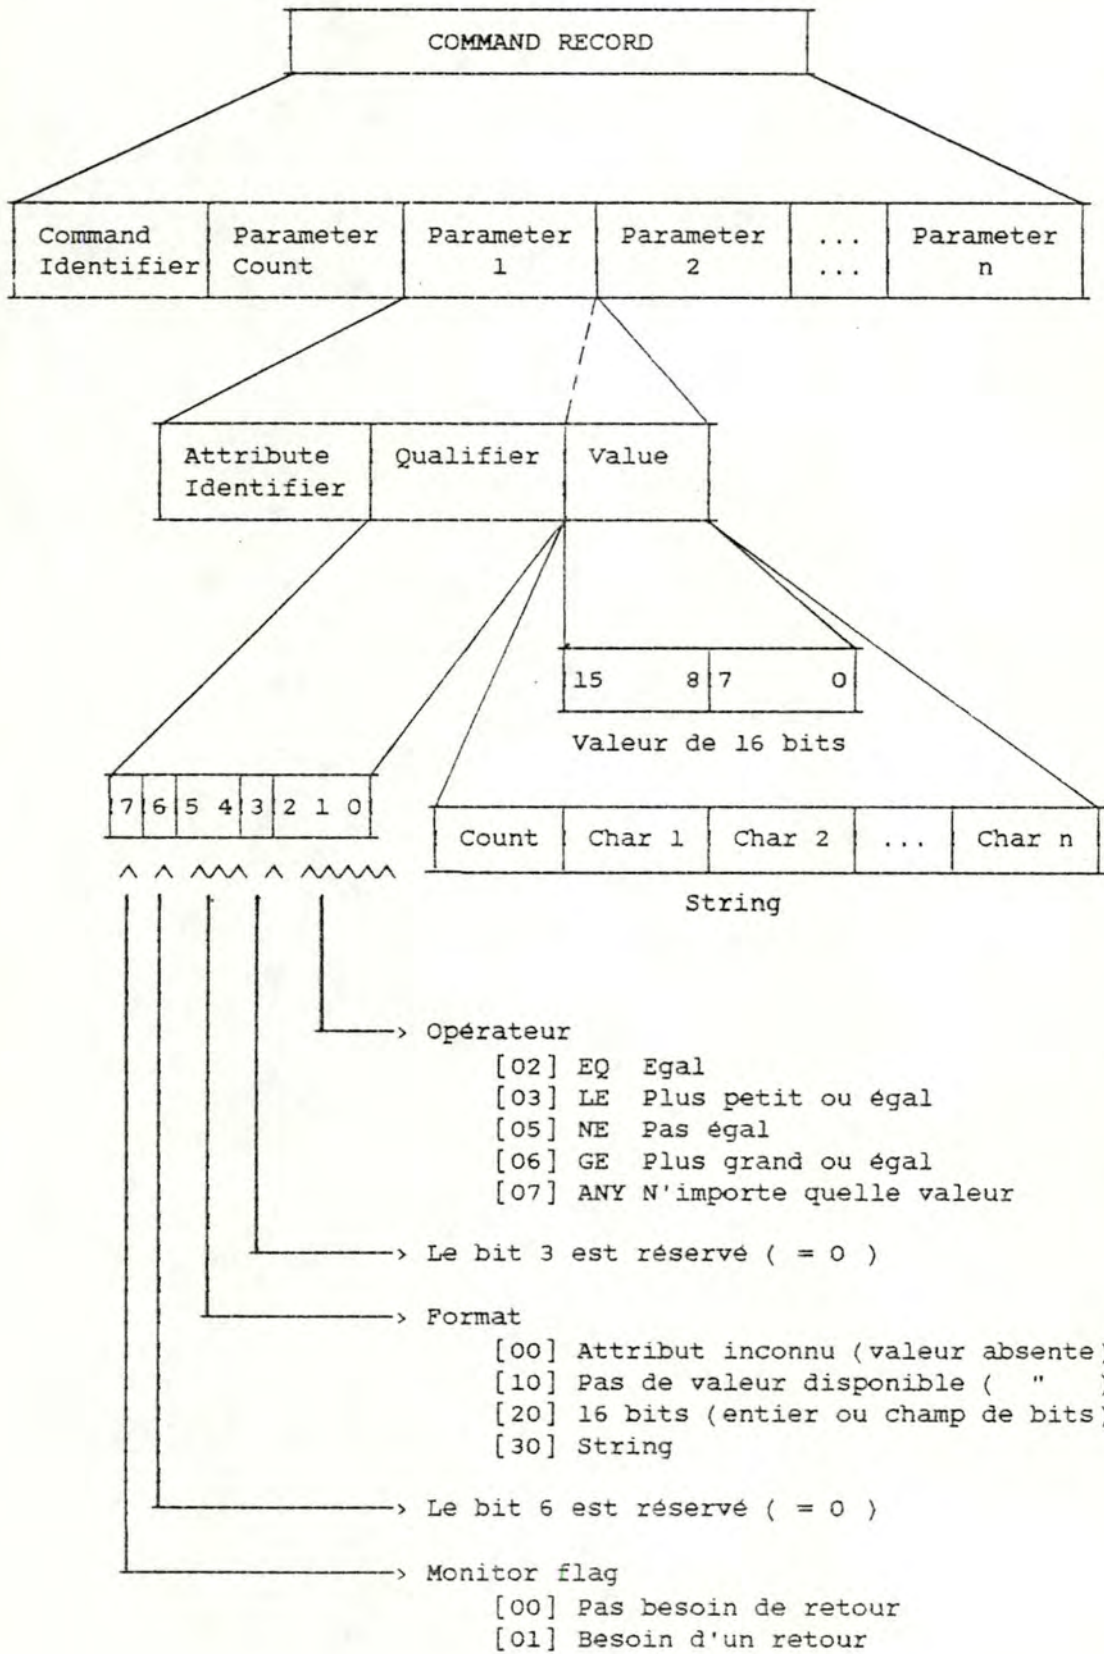 COMMAND RECORD
Command Identifier
Parameter Count
Parameter 1
Parameter 2
... ...
Parameter n
Attribute Identifier
Qualifier
Value
15 8 7 0
Valeur de 16 bits
7 6 5 4 3 2 1 0
Count Char 1 Char 2 ... Char n
String
> Opérateur
[02] EQ Egal
[03] LE Plus petit ou égal
[05] NE Pas égal
[06] GE Plus grand ou égal
[07] ANY N'importe quelle valeur
> Le bit 3 est réservé ( = 0 )
> Format
[00] Attribut inconnu (valeur absente)
[10] Pas de valeur disponible ( " )
[20] 16 bits (entier ou champ de bits)
[30] String
> Le bit 6 est réservé ( = 0 )
> Monitor flag
[00] Pas besoin de retour
[01] Besoin d'un retour